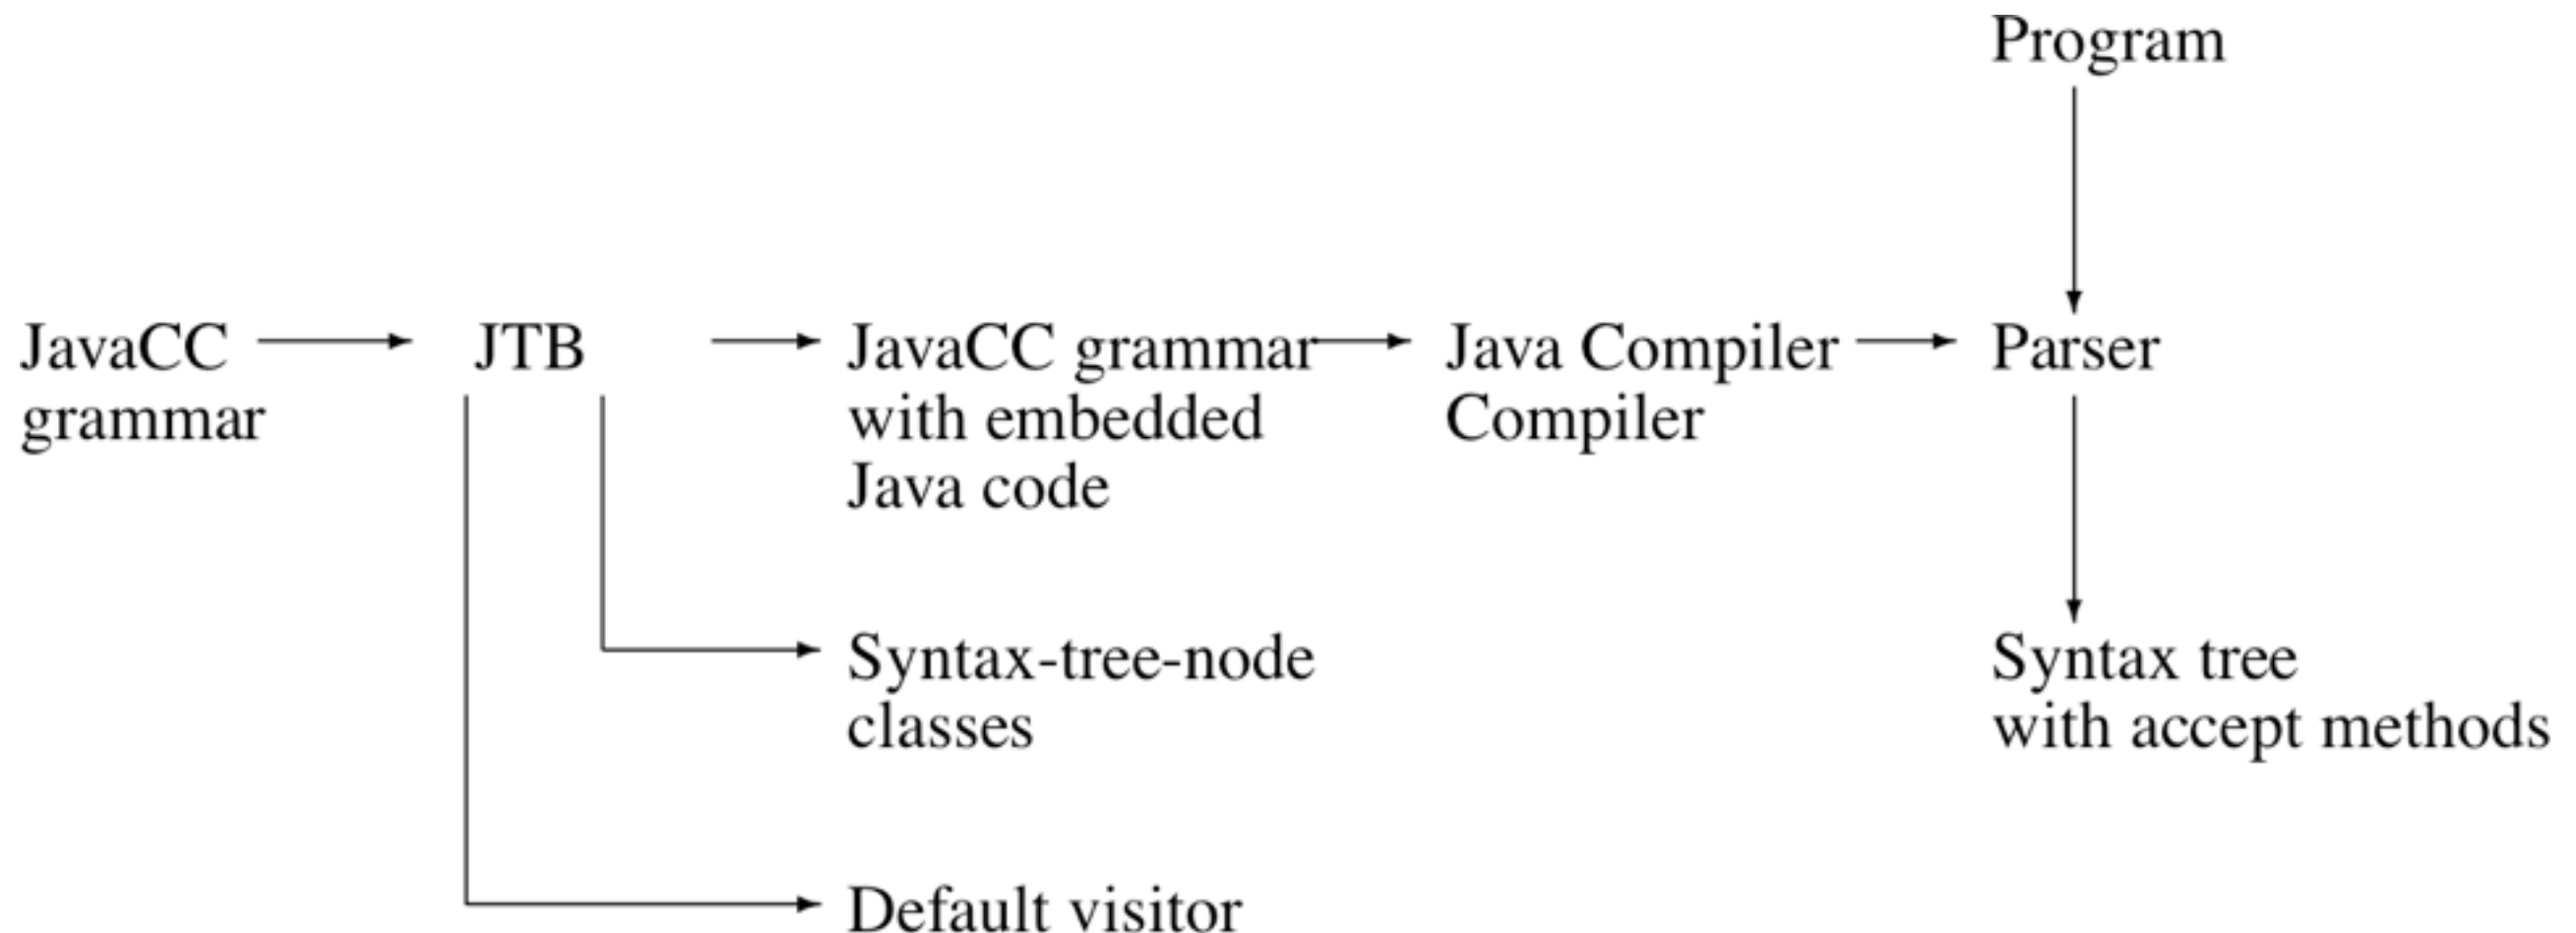 Program
JavaCC
grammar
JTB
JavaCC grammar
with embedded
Java code
Java Compiler
Compiler
Parser
Syntax-tree-node
classes
Syntax tree
with accept methods
Default visitor